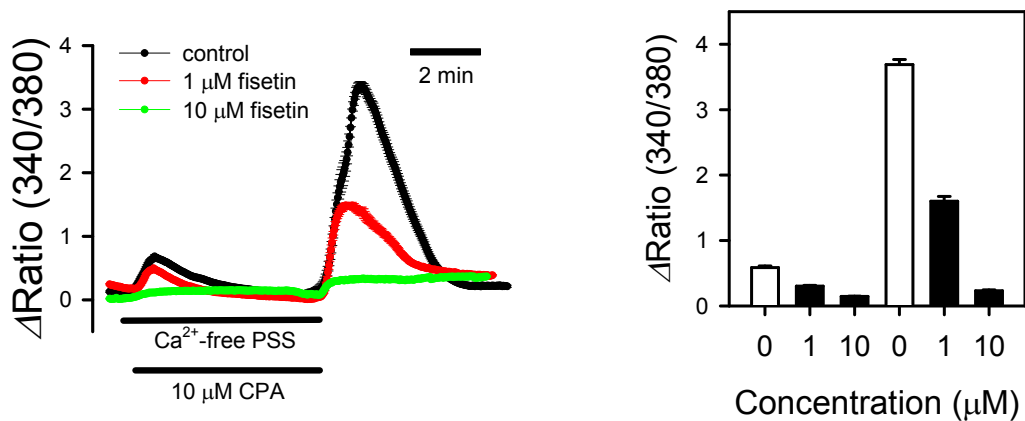 ΔRatio (340/380)
4
3
2
1
0
control
1 μM fisetin
10 μM fisetin
2 min
Ca²⁺-free PSS
10 μM CPA
ΔRatio (340/380)
4
3
2
1
0
0 1 10 0 1 10
Concentration (μM)